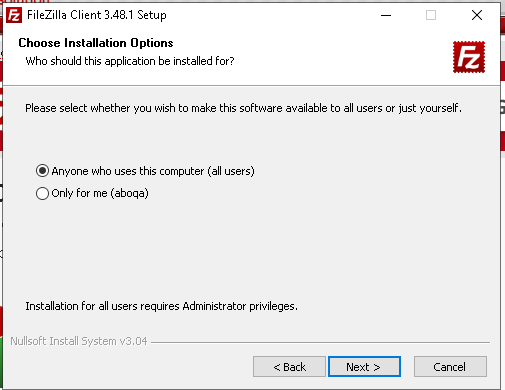 FileZilla Client 3.48.1 Setup
Choose Installation Options
Who should this application be installed for?
Fz
Please select whether you wish to make this software available to all users or just yourself.
Anyone who uses this computer (all users)
Only for me (aboqa)
Installation for all users requires Administrator privileges.
Nullsoft Install System v3.04
< Back
Next >
Cancel